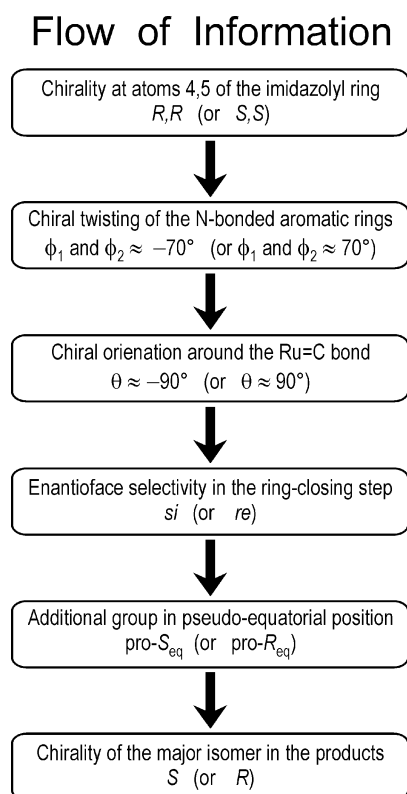 Flow of Information
Chirality at atoms 4,5 of the imidazolyl ring
R,R (or S,S)
Chiral twisting of the N-bonded aromatic rings
ϕ₁ and ϕ₂ ≈ −70° (or ϕ₁ and ϕ₂ ≈ 70°)
Chiral orienation around the Ru=C bond
θ ≈ −90° (or θ ≈ 90°)
Enantioface selectivity in the ring-closing step
si (or re)
Additional group in pseudo-equatorial position
pro-Seq (or pro-Req)
Chirality of the major isomer in the products
S (or R)